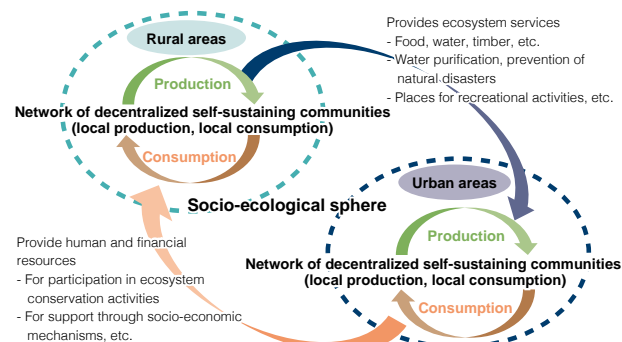 Rural areas
Production
Network of decentralized self-sustaining communities
(local production, local consumption)
Consumption
Provides ecosystem services
- Food, water, timber, etc.
- Water purification, prevention of
natural disasters
- Places for recreational activities, etc.
Socio-ecological sphere
Urban areas
Production
Network of decentralized self-sustaining communities
(local production, local consumption)
Consumption
Provide human and financial
resources
- For participation in ecosystem
conservation activities
- For support through socio-economic
mechanisms, etc.